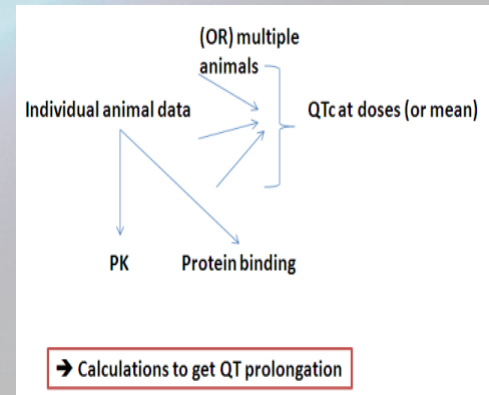 (OR) multiple
animals
Individual animal data QTc at doses (or mean)
PK Protein binding
➔ Calculations to get QT prolongation